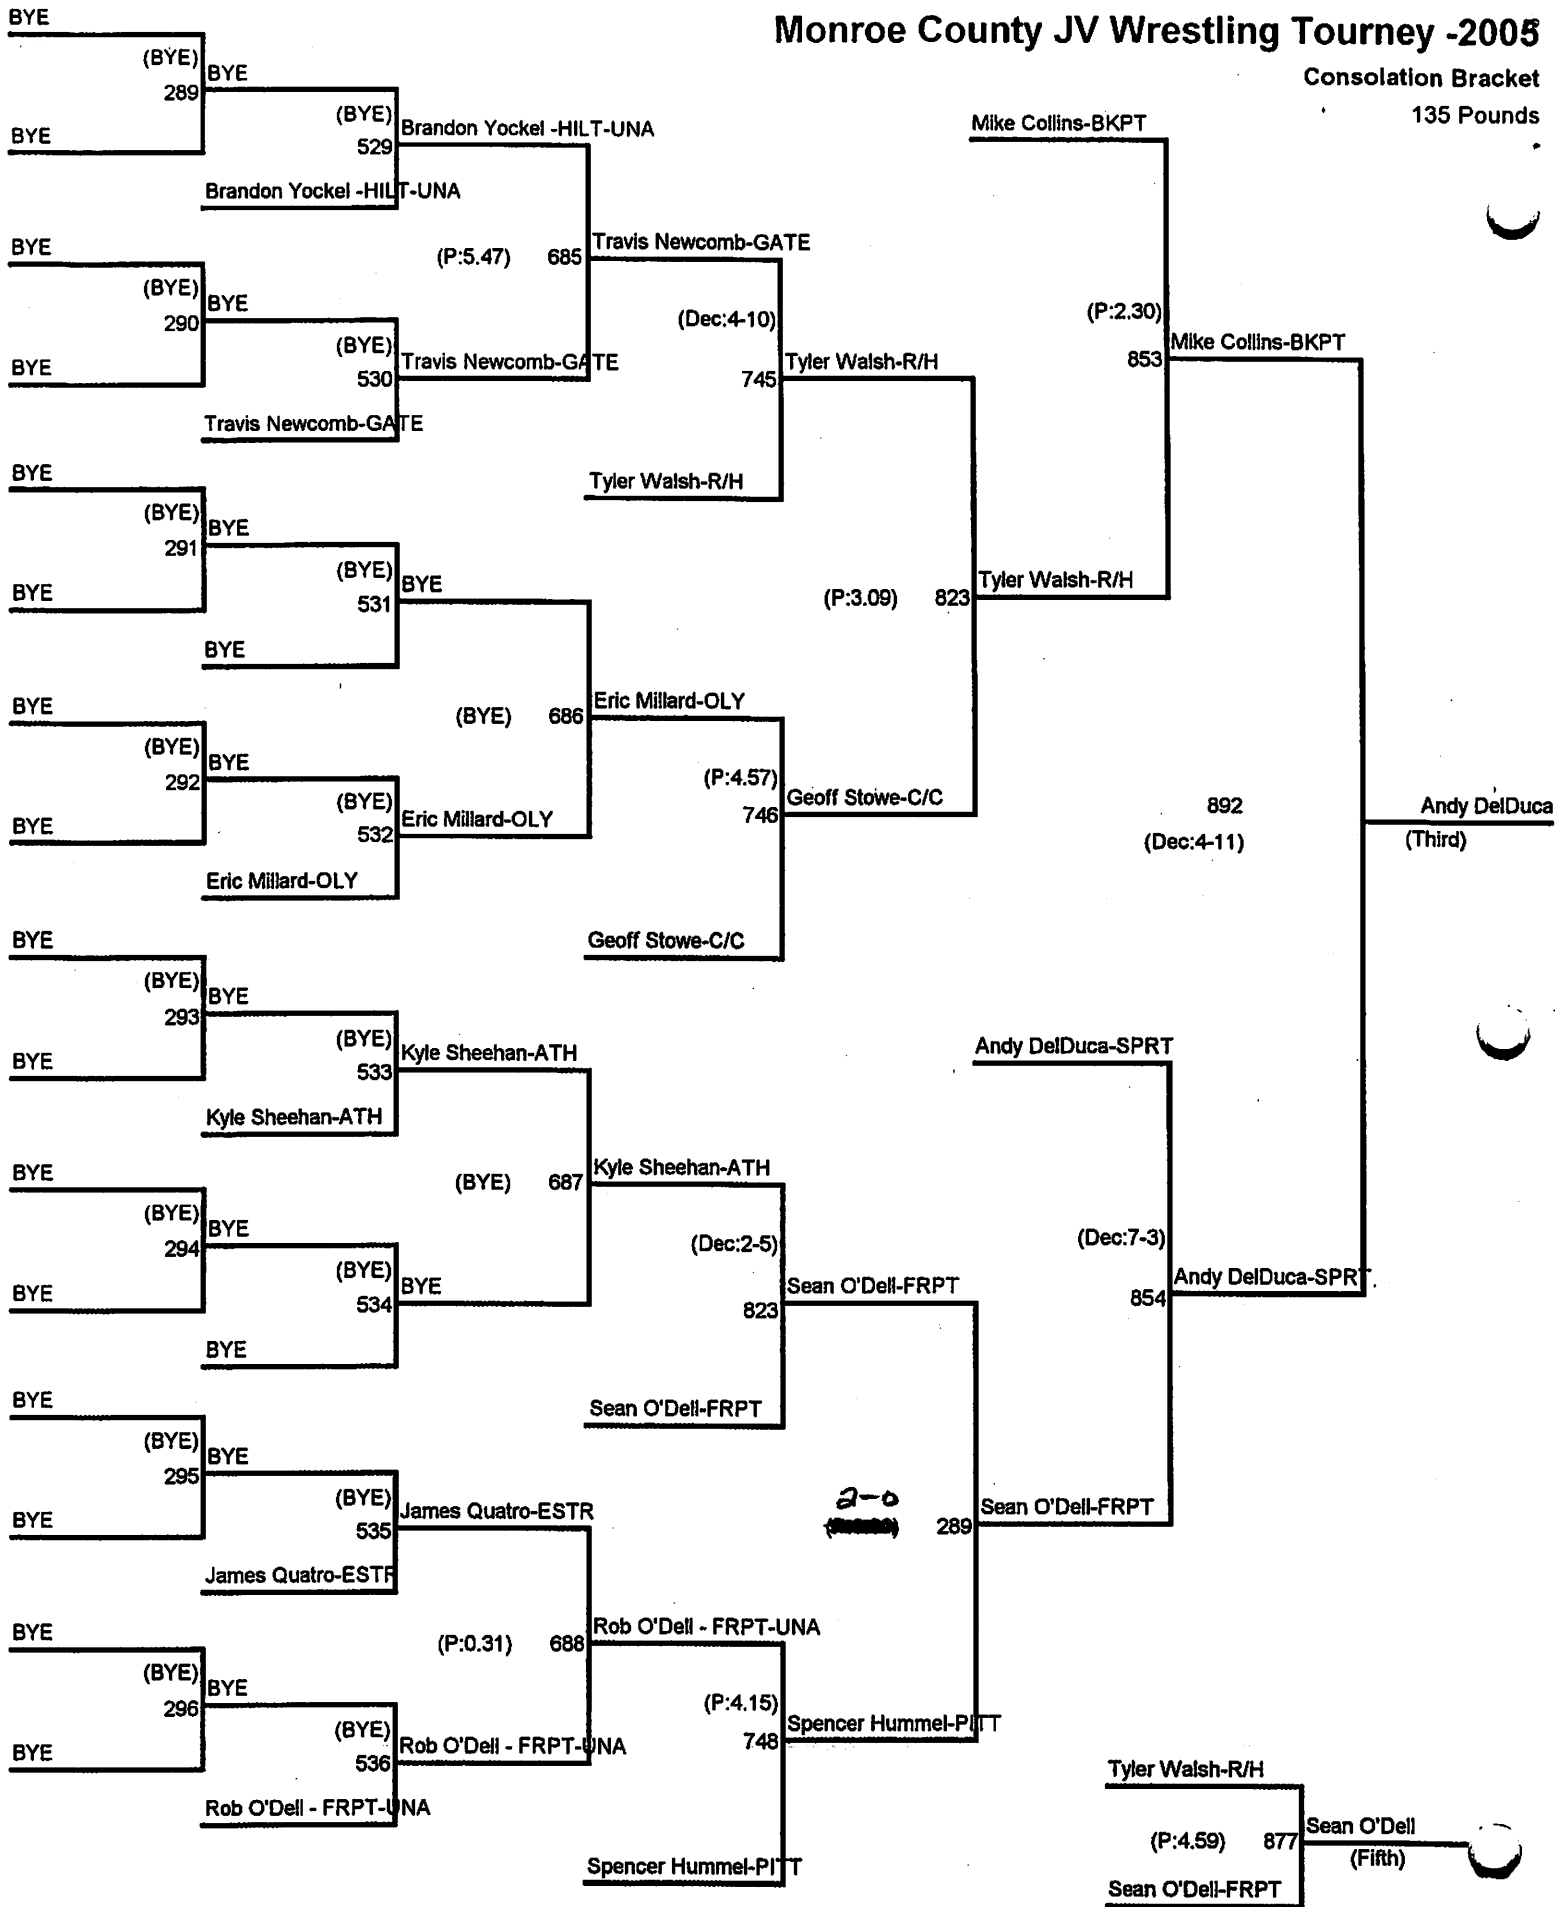 Monroe County JV Wrestling Tourney -2005
Consolation Bracket
135 Pounds
BYE
(BYE)
289
BYE
BYE
(BYE)
529
Brandon Yockel -HILT-UNA
Brandon Yockel -HILT-UNA
BYE
(BYE)
290
BYE
BYE
(BYE)
530
Travis Newcomb-GATE
Travis Newcomb-GATE
(P:5.47) 685
Travis Newcomb-GATE
(Dec:4-10)
745
Tyler Walsh-R/H
Tyler Walsh-R/H
BYE
(BYE)
291
BYE
BYE
(BYE)
531
BYE
BYE
BYE
(BYE)
292
BYE
BYE
(BYE)
532
Eric Millard-OLY
Eric Millard-OLY
(BYE) 686
Eric Millard-OLY
(P:4.57)
746
Geoff Stowe-C/C
Geoff Stowe-C/C
(P:3.09) 823
Tyler Walsh-R/H
Mike Collins-BKPT
(P:2.30)
853
Mike Collins-BKPT
BYE
(BYE)
293
BYE
BYE
(BYE)
533
Kyle Sheehan-ATH
Kyle Sheehan-ATH
BYE
(BYE)
294
BYE
BYE
(BYE)
534
BYE
BYE
(BYE) 687
Kyle Sheehan-ATH
(Dec:2-5)
823
Sean O'Dell-FRPT
Sean O'Dell-FRPT
BYE
(BYE)
295
BYE
BYE
(BYE)
535
James Quatro-ESTR
James Quatro-ESTR
BYE
(BYE)
296
BYE
BYE
(BYE)
536
Rob O'Dell - FRPT-UNA
Rob O'Dell - FRPT-UNA
(P:0.31) 688
Rob O'Dell - FRPT-UNA
(P:4.15)
748
Spencer Hummel-PITT
Spencer Hummel-PITT
2-0
289
Sean O'Dell-FRPT
Andy DelDuca-SPRT
(Dec:7-3)
854
Andy DelDuca-SPRT
892
(Dec:4-11)
Andy DelDuca
(Third)
Tyler Walsh-R/H
(P:4.59) 877
Sean O'Dell
(Fifth)
Sean O'Dell-FRPT